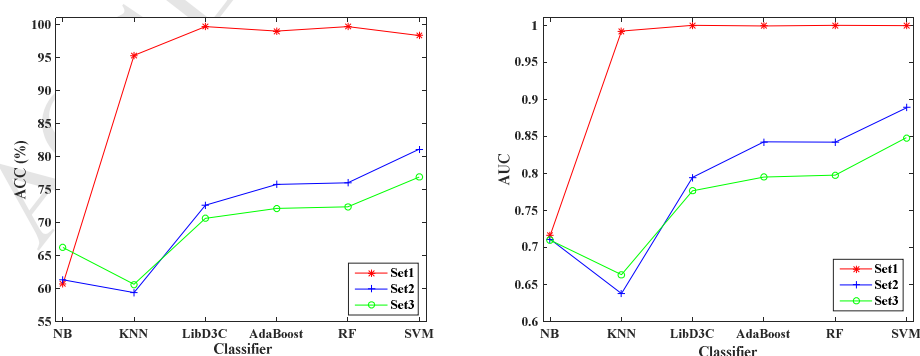 100
95
90
85
80
75
70
65
60
55
ACC (%)
NB KNN LibD3C AdaBoost RF SVM
Classifier
Set1
Set2
Set3
1
0.95
0.9
0.85
0.8
0.75
0.7
0.65
0.6
AUC
NB KNN LibD3C AdaBoost RF SVM
Classifier
Set1
Set2
Set3